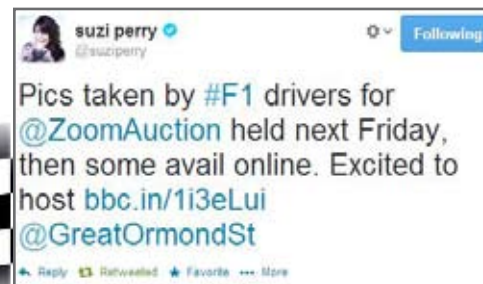 suzi perry
@suziperry
Following
Pics taken by #F1 drivers for
@ZoomAuction held next Friday,
then some avail online. Excited to
host bbc.in/1i3eLui
@GreatOrmondSt
Reply Retweeted Favorite More